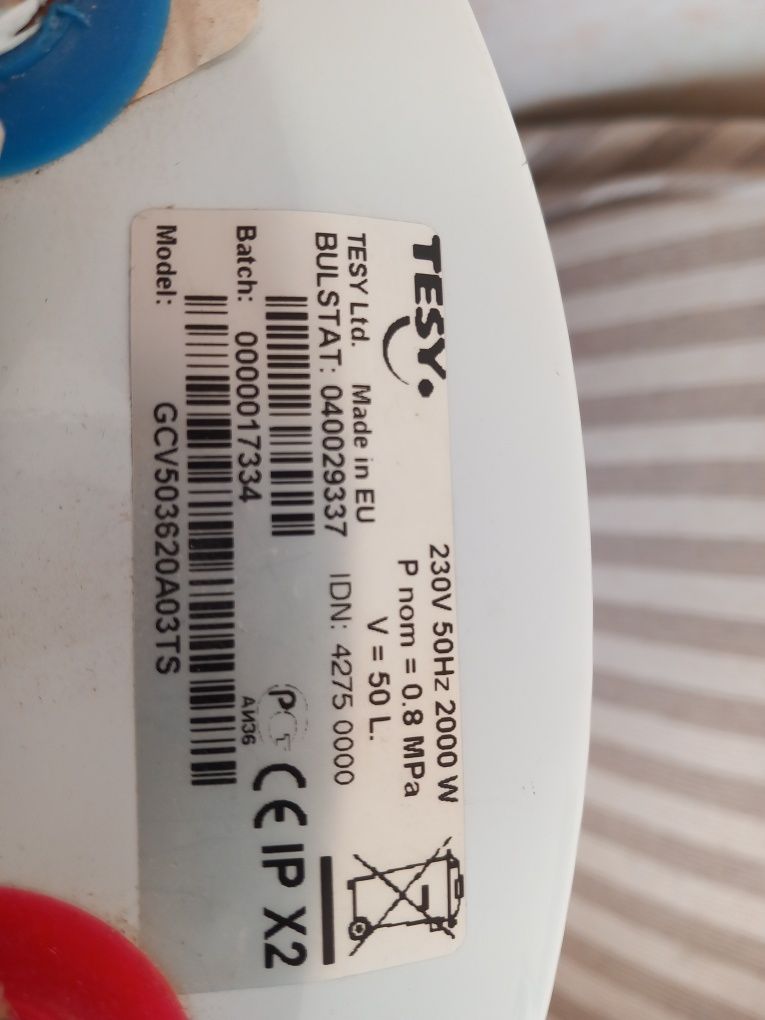 TESY
230V 50Hz 2000 W
P nom = 0.8 MPa
V = 50 L.
TESY Ltd. Made in EU
BULSTAT: 040029337 IDN: 4275 0000
Batch: 0000017334
АИ36
CE IP X2
Model: GCV503620A03TS